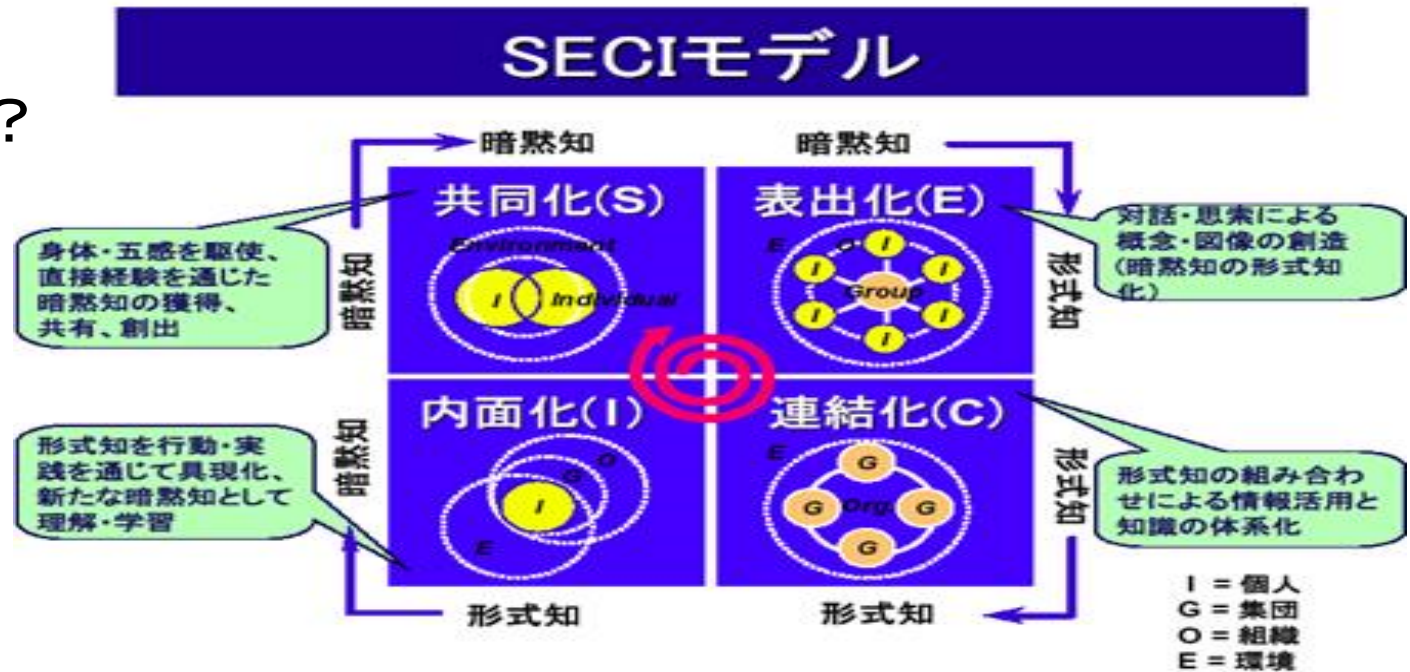 SECIモデル
?
暗黙知
暗黙知
共同化(S)
表出化(E)
身体・五感を駆使、
直接経験を通じた
暗黙知の獲得、
共有、創出
暗黙知
Environment
I
Individual
E
O
I
I
I
Group
I
I
I
形式知
対話・思索による
概念・図像の創造
(暗黙知の形式知
化)
内面化(I)
連結化(C)
形式知を行動・実
践を通じて具現化、
新たな暗黙知として
理解・学習
暗黙知
O
G
I
E
E
G
G
Org.
G
G
形式知
形式知の組み合わ
せによる情報活用と
知識の体系化
形式知
形式知
I = 個人
G = 集団
O = 組織
E = 環境